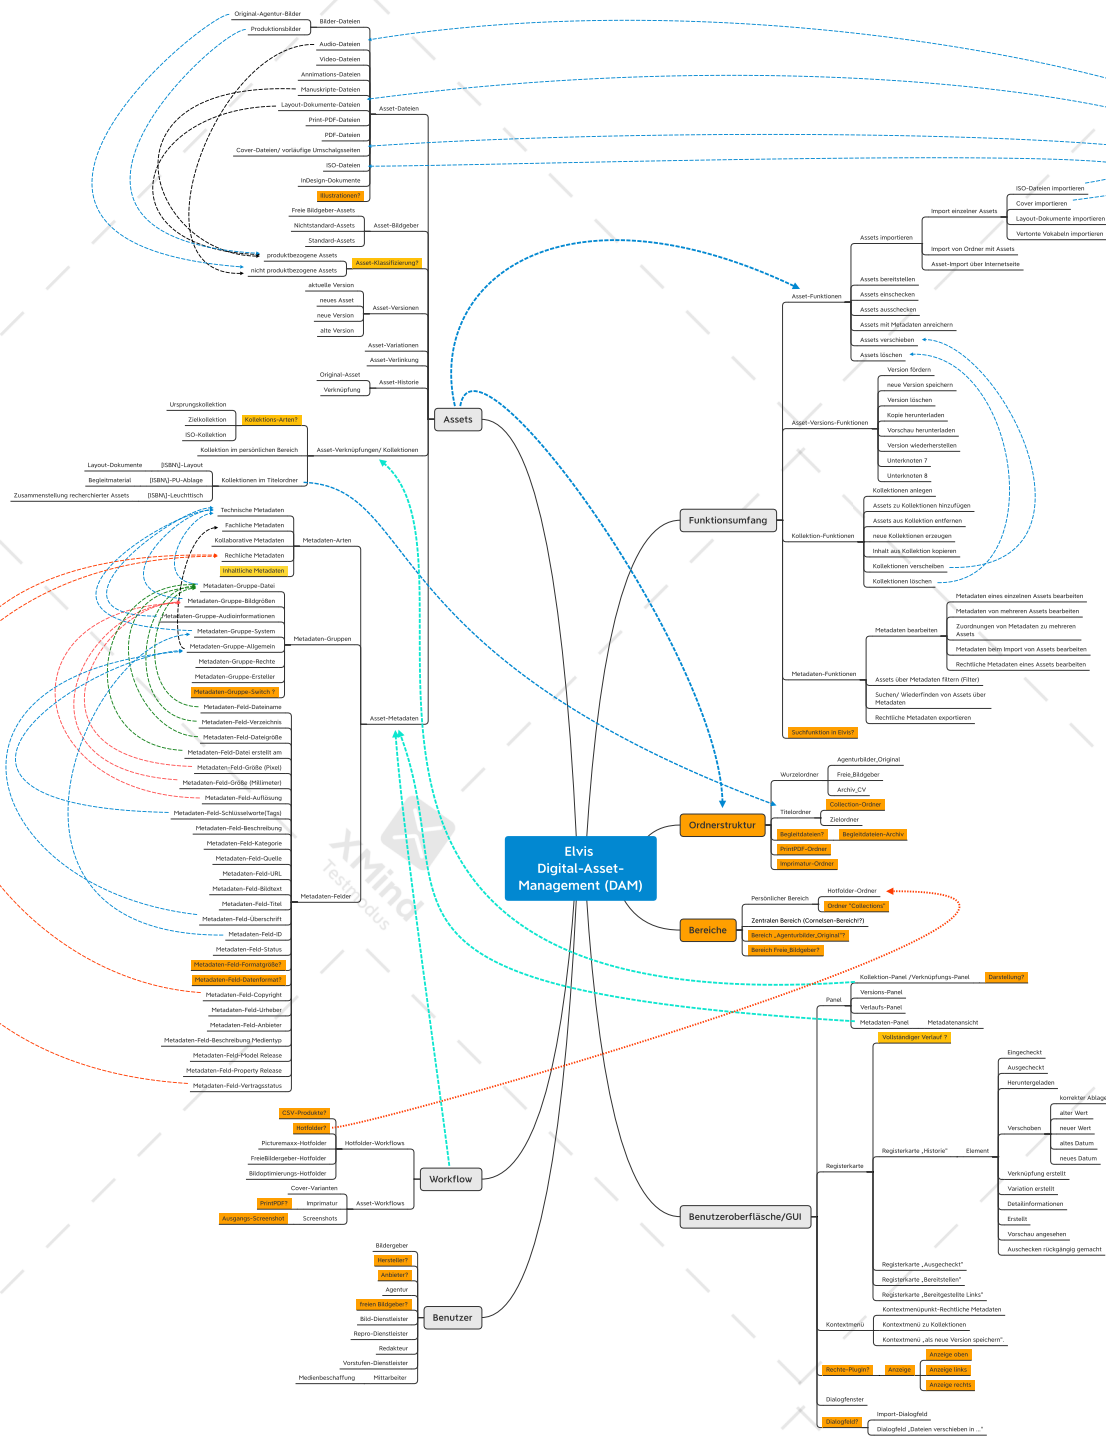 Elvis
Digital-Asset-
Management (DAM)
Assets
Asset-Dateien
Bilder-Dateien
Original-Agentur-Bilder
Produktionsbilder
Audio-Dateien
Video-Dateien
Annimations-Dateien
Manuskripte-Dateien
Layout-Dokumente-Dateien
Print-PDF-Dateien
PDF-Dateien
Cover-Dateien/ vorläufige Umschalgsseiten
ISO-Dateien
InDesign-Dokumente
Illustrationen?
Asset-Bildgeber
Freie Bildgeber-Assets
Nichtstandard-Assets
Standard-Assets
Asset-Klassifizierung?
produktbezogene Assets
nicht produktbezogene Assets
Asset-Versionen
aktuelle Version
neues Asset
neue Version
alte Version
Asset-Variationen
Asset-Verlinkung
Asset-Historie
Original-Asset
Verknüpfung
Asset-Verknüpfungen/ Kollektionen
Kollektions-Arten?
Ursprungskollektion
Zielkollektion
ISO-Kollektion
Kollektion im persönlichen Bereich
Kollektionen im Titelordner
Layout-Dokumente
[ISBN\]-Layout
Begleitmaterial
[ISBN\]-PU-Ablage
Zusammenstellung recherchierter Assets
[ISBN\]-Leuchttisch
Asset-Metadaten
Metadaten-Arten
Technische Metadaten
Fachliche Metadaten
Kollaborative Metadaten
Rechliche Metadaten
Inhaltliche Metadaten
Metadaten-Gruppen
Metadaten-Gruppe-Datei
Metadaten-Gruppe-Bildgrößen
Metadaten-Gruppe-Audioinformationen
Metadaten-Gruppe-System
Metadaten-Gruppe-Allgemein
Metadaten-Gruppe-Rechte
Metadaten-Gruppe-Ersteller
Metadaten-Gruppe-Switch ?
Metadaten-Felder
Metadaten-Feld-Dateiname
Metadaten-Feld-Verzeichnis
Metadaten-Feld-Dateigröße
Metadaten-Feld-Datei erstellt am
Metadaten-Feld-Größe (Pixel)
Metadaten-Feld-Größe (Millimeter)
Metadaten-Feld-Auflösung
Metadaten-Feld-Schlüsselworte(Tags)
Metadaten-Feld-Beschreibung
Metadaten-Feld-Kategorie
Metadaten-Feld-Quelle
Metadaten-Feld-URL
Metadaten-Feld-Bildtext
Metadaten-Feld-Titel
Metadaten-Feld-Überschrift
Metadaten-Feld-ID
Metadaten-Feld-Status
Metadaten-Feld-Formatgröße?
Metadaten-Feld-Datenformat?
Metadaten-Feld-Copyright
Metadaten-Feld-Urheber
Metadaten-Feld-Anbieter
Metadaten-Feld-Beschreibung Medientyp
Metadaten-Feld-Model Release
Metadaten-Feld-Property Release
Metadaten-Feld-Vertragsstatus
Workflow
Hotfolder-Workflows
CSV-Produkte?
Hotfolder?
Picturemaxx-Hotfolder
FreieBildergeber-Hotfolder
Bildoptimierungs-Hotfolder
Asset-Workflows
Cover-Varianten
PrintPDF?
Imprimatur
Ausgangs-Screenshot
Screenshots
Benutzer
Bildergeber
Hersteller?
Anbieter?
Agentur
freien Bildgeber?
Bild-Dienstleister
Repro-Dienstleister
Redakteur
Vorstufen-Dienstleister
Medienbeschaffung
Mittarbeiter
Funktionsumfang
Asset-Funktionen
Assets importieren
Import einzelner Assets
ISO-Dateien importieren
Cover importieren
Layout-Dokumente importieren
Vertonte Vokabeln importieren
Import von Ordner mit Assets
Asset-Import über Internetseite
Assets bereitstellen
Assets einschecken
Assets ausschecken
Assets mit Metadaten anreichern
Assets verschieben
Assets löschen
Asset-Versions-Funktionen
Version fördern
neue Version speichern
Version löschen
Kopie herunterladen
Vorschau herunterladen
Version wiederherstellen
Unterknoten 7
Unterknoten 8
Kollektion-Funktionen
Kollektionen anlegen
Assets zu Kollektionen hinzufügen
Assets aus Kollektion entfernen
neue Kollektionen erzeugen
Inhalt aus Kollektion kopieren
Kollektionen verscheiben
Kollektionen löschen
Metadaten-Funktionen
Metadaten bearbeiten
Metadaten eines einzelnen Assets bearbeiten
Metadaten von mehreren Assets bearbeiten
Zuordnungen von Metadaten zu mehreren
Assets
Metadaten beim Import von Assets bearbeiten
Rechtliche Metadaten eines Assets bearbeiten
Assets über Metadaten filtern (Filter)
Suchen/ Wiederfinden von Assets über
Metadaten
Rechtliche Metadaten exportieren
Suchfunktion in Elvis?
Ordnerstruktur
Wurzelordner
Agenturbilder_Original
Freie_Bildgeber
Archiv_CV
Titelordner
Collection-Ordner
Zielordner
Begleitdateien?
Begleitdateien-Archiv
PrintPDF-Ordner
Imprimatur-Ordner
Bereiche
Persönlicher Bereich
Hotfolder-Ordner
Ordner "Collections"
Zentralen Bereich (Cornelsen-Bereich!?)
Bereich „Agenturbilder_Original“?
Bereich Freie_Bildgeber?
Benutzeroberfläsche/GUI
Panel
Kollektion-Panel /Verknüpfungs-Panel
Darstellung?
Versions-Panel
Verlaufs-Panel
Metadaten-Panel
Metadatenansicht
Registerkarte
Vollständiger Verlauf ?
Registerkarte „Historie“
Element
Eingecheckt
Ausgecheckt
Heruntergeladen
Verschoben
korrekter Ablage
alter Wert
neuer Wert
altes Datum
neues Datum
Verknüpfung erstellt
Variation erstellt
Detailinformationen
Erstellt
Vorschau angesehen
Auschecken rückgängig gemacht
Registerkarte „Ausgecheckt“
Registerkarte „Bereitstellen“
Registerkarte „Bereitgestellte Links“
Kontextmenü
Kontextmenüpunkt-Rechtliche Metadaten
Kontextmenü zu Kollektionen
Kontextmenü „als neue Version speichern“.
Rechte-Plugin?
Anzeige
Anzeige oben
Anzeige links
Anzeige rechts
Dialogfenster
Dialogfeld?
Import-Dialogfeld
Dialogfeld „Dateien verschieben in ...“
XMind
Testmodus